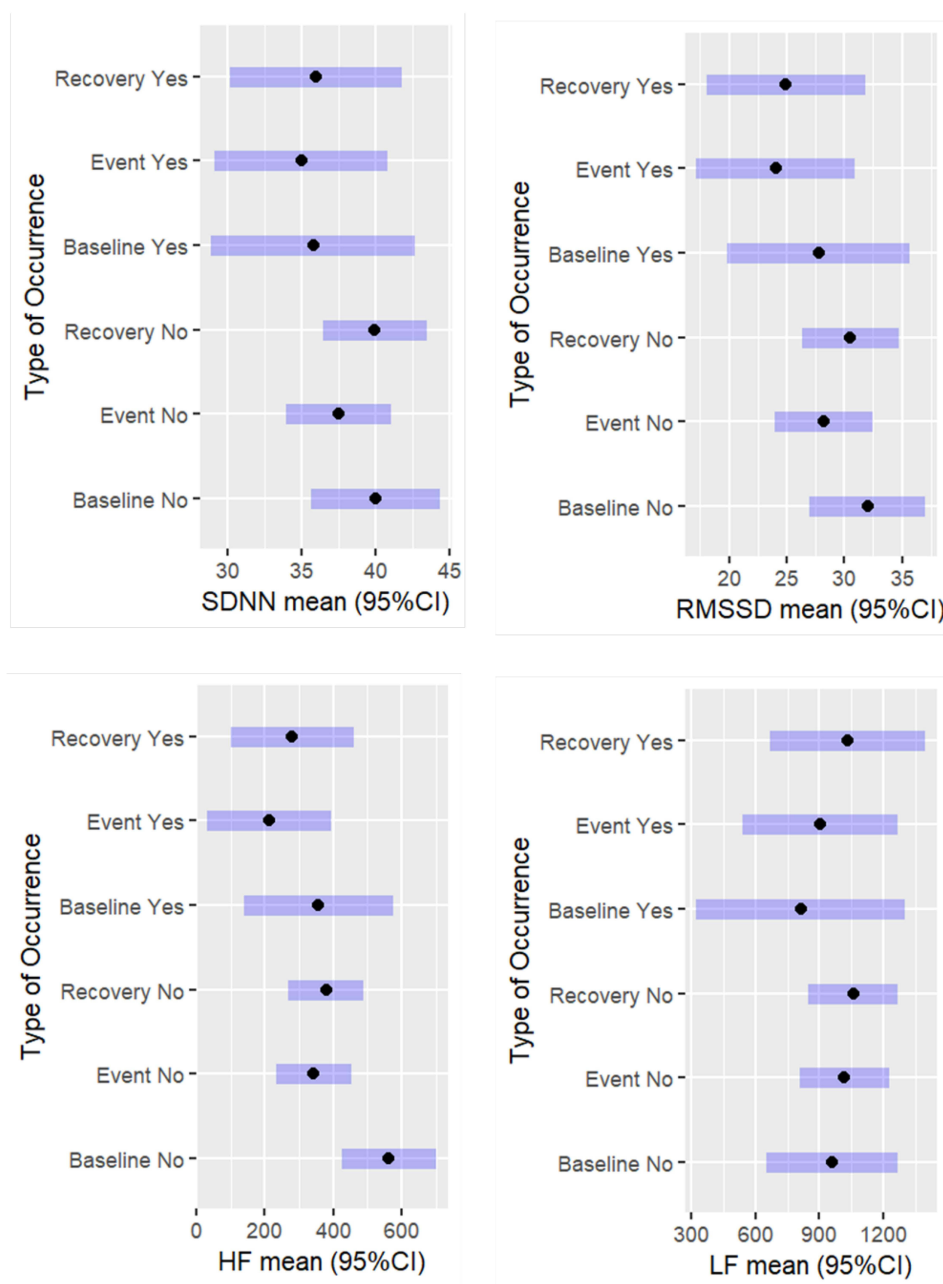 Type of Occurrence
Recovery Yes
Event Yes
Baseline Yes
Recovery No
Event No
Baseline No
30 35 40 45
SDNN mean (95%CI)
Type of Occurrence
Recovery Yes
Event Yes
Baseline Yes
Recovery No
Event No
Baseline No
20 25 30 35
RMSSD mean (95%CI)
Type of Occurrence
Recovery Yes
Event Yes
Baseline Yes
Recovery No
Event No
Baseline No
0 200 400 600
HF mean (95%CI)
Type of Occurrence
Recovery Yes
Event Yes
Baseline Yes
Recovery No
Event No
Baseline No
300 600 900 1200
LF mean (95%CI)